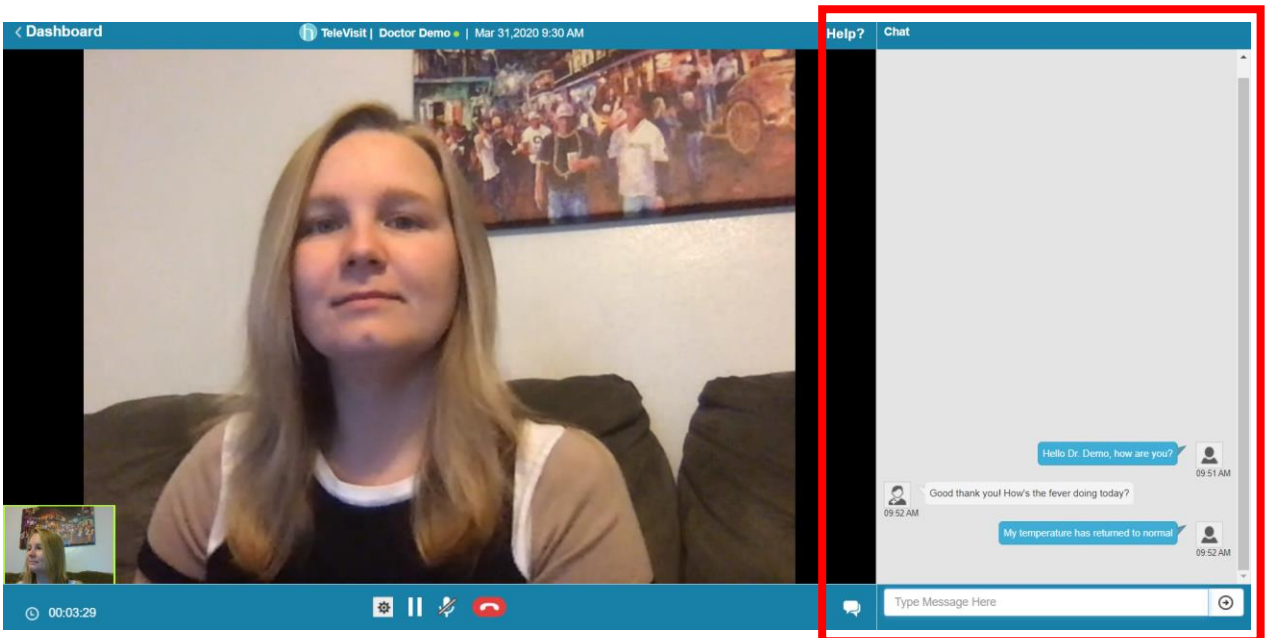 < Dashboard
h TeleVisit | Doctor Demo • | Mar 31,2020 9:30 AM
Help?
Chat
Hello Dr. Demo, how are you?
09:51 AM
Good thank you! How's the fever doing today?
09:52 AM
My temperature has returned to normal
09:52 AM
00:03:29
Type Message Here